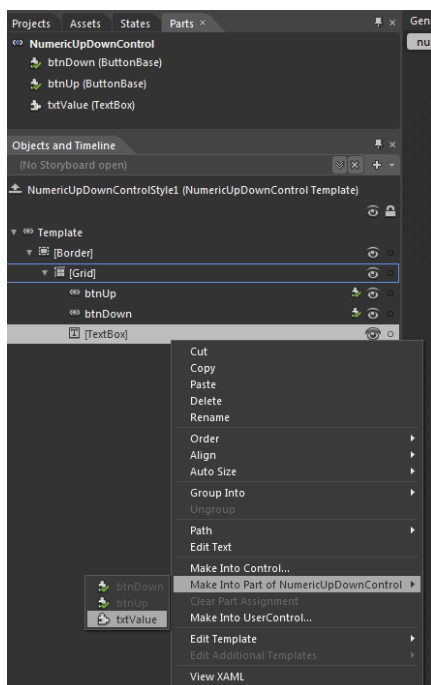 Projects Assets States Parts × Gen
NumericUpDownControl nu
btnDown (ButtonBase)
btnUp (ButtonBase)
txtValue (TextBox)
Objects and Timeline
(No Storyboard open)
NumericUpDownControlStyle1 (NumericUpDownControl Template)
Template
[Border]
[Grid]
btnUp
btnDown
[TextBox]
Cut
Copy
Paste
Delete
Rename
Order
Align
Auto Size
Group Into
Ungroup
Path
Edit Text
Make Into Control...
btnDown Make Into Part of NumericUpDownControl
btnUp Clear Part Assignment
txtValue Make Into UserControl...
Edit Template
Edit Additional Templates
View XAML